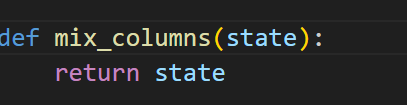 def mix_columns(state):
    return state